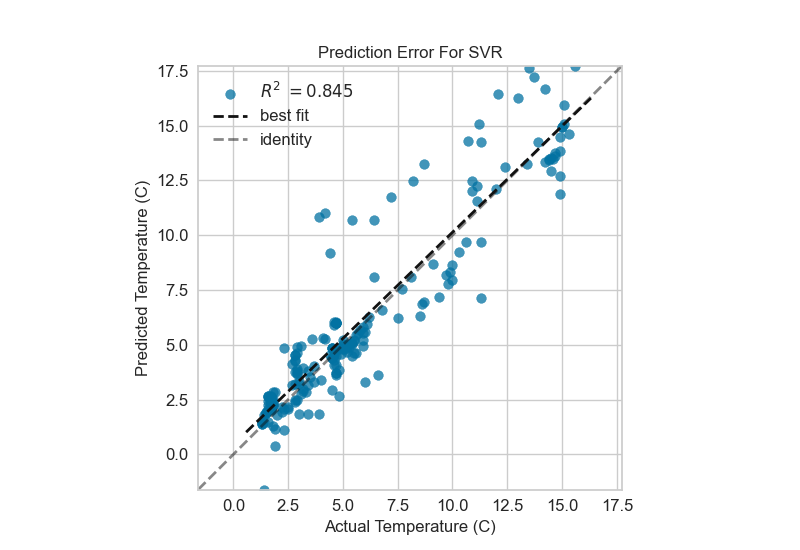 Prediction Error For SVR
17.5
15.0
12.5
10.0
7.5
5.0
2.5
0.0
Predicted Temperature (C)
R² = 0.845
best fit
identity
0.0 2.5 5.0 7.5 10.0 12.5 15.0 17.5
Actual Temperature (C)